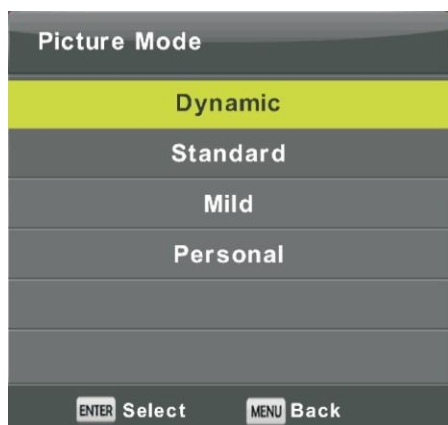 Picture Mode
Dynamic
Standard
Mild
Personal
ENTER Select MENU Back